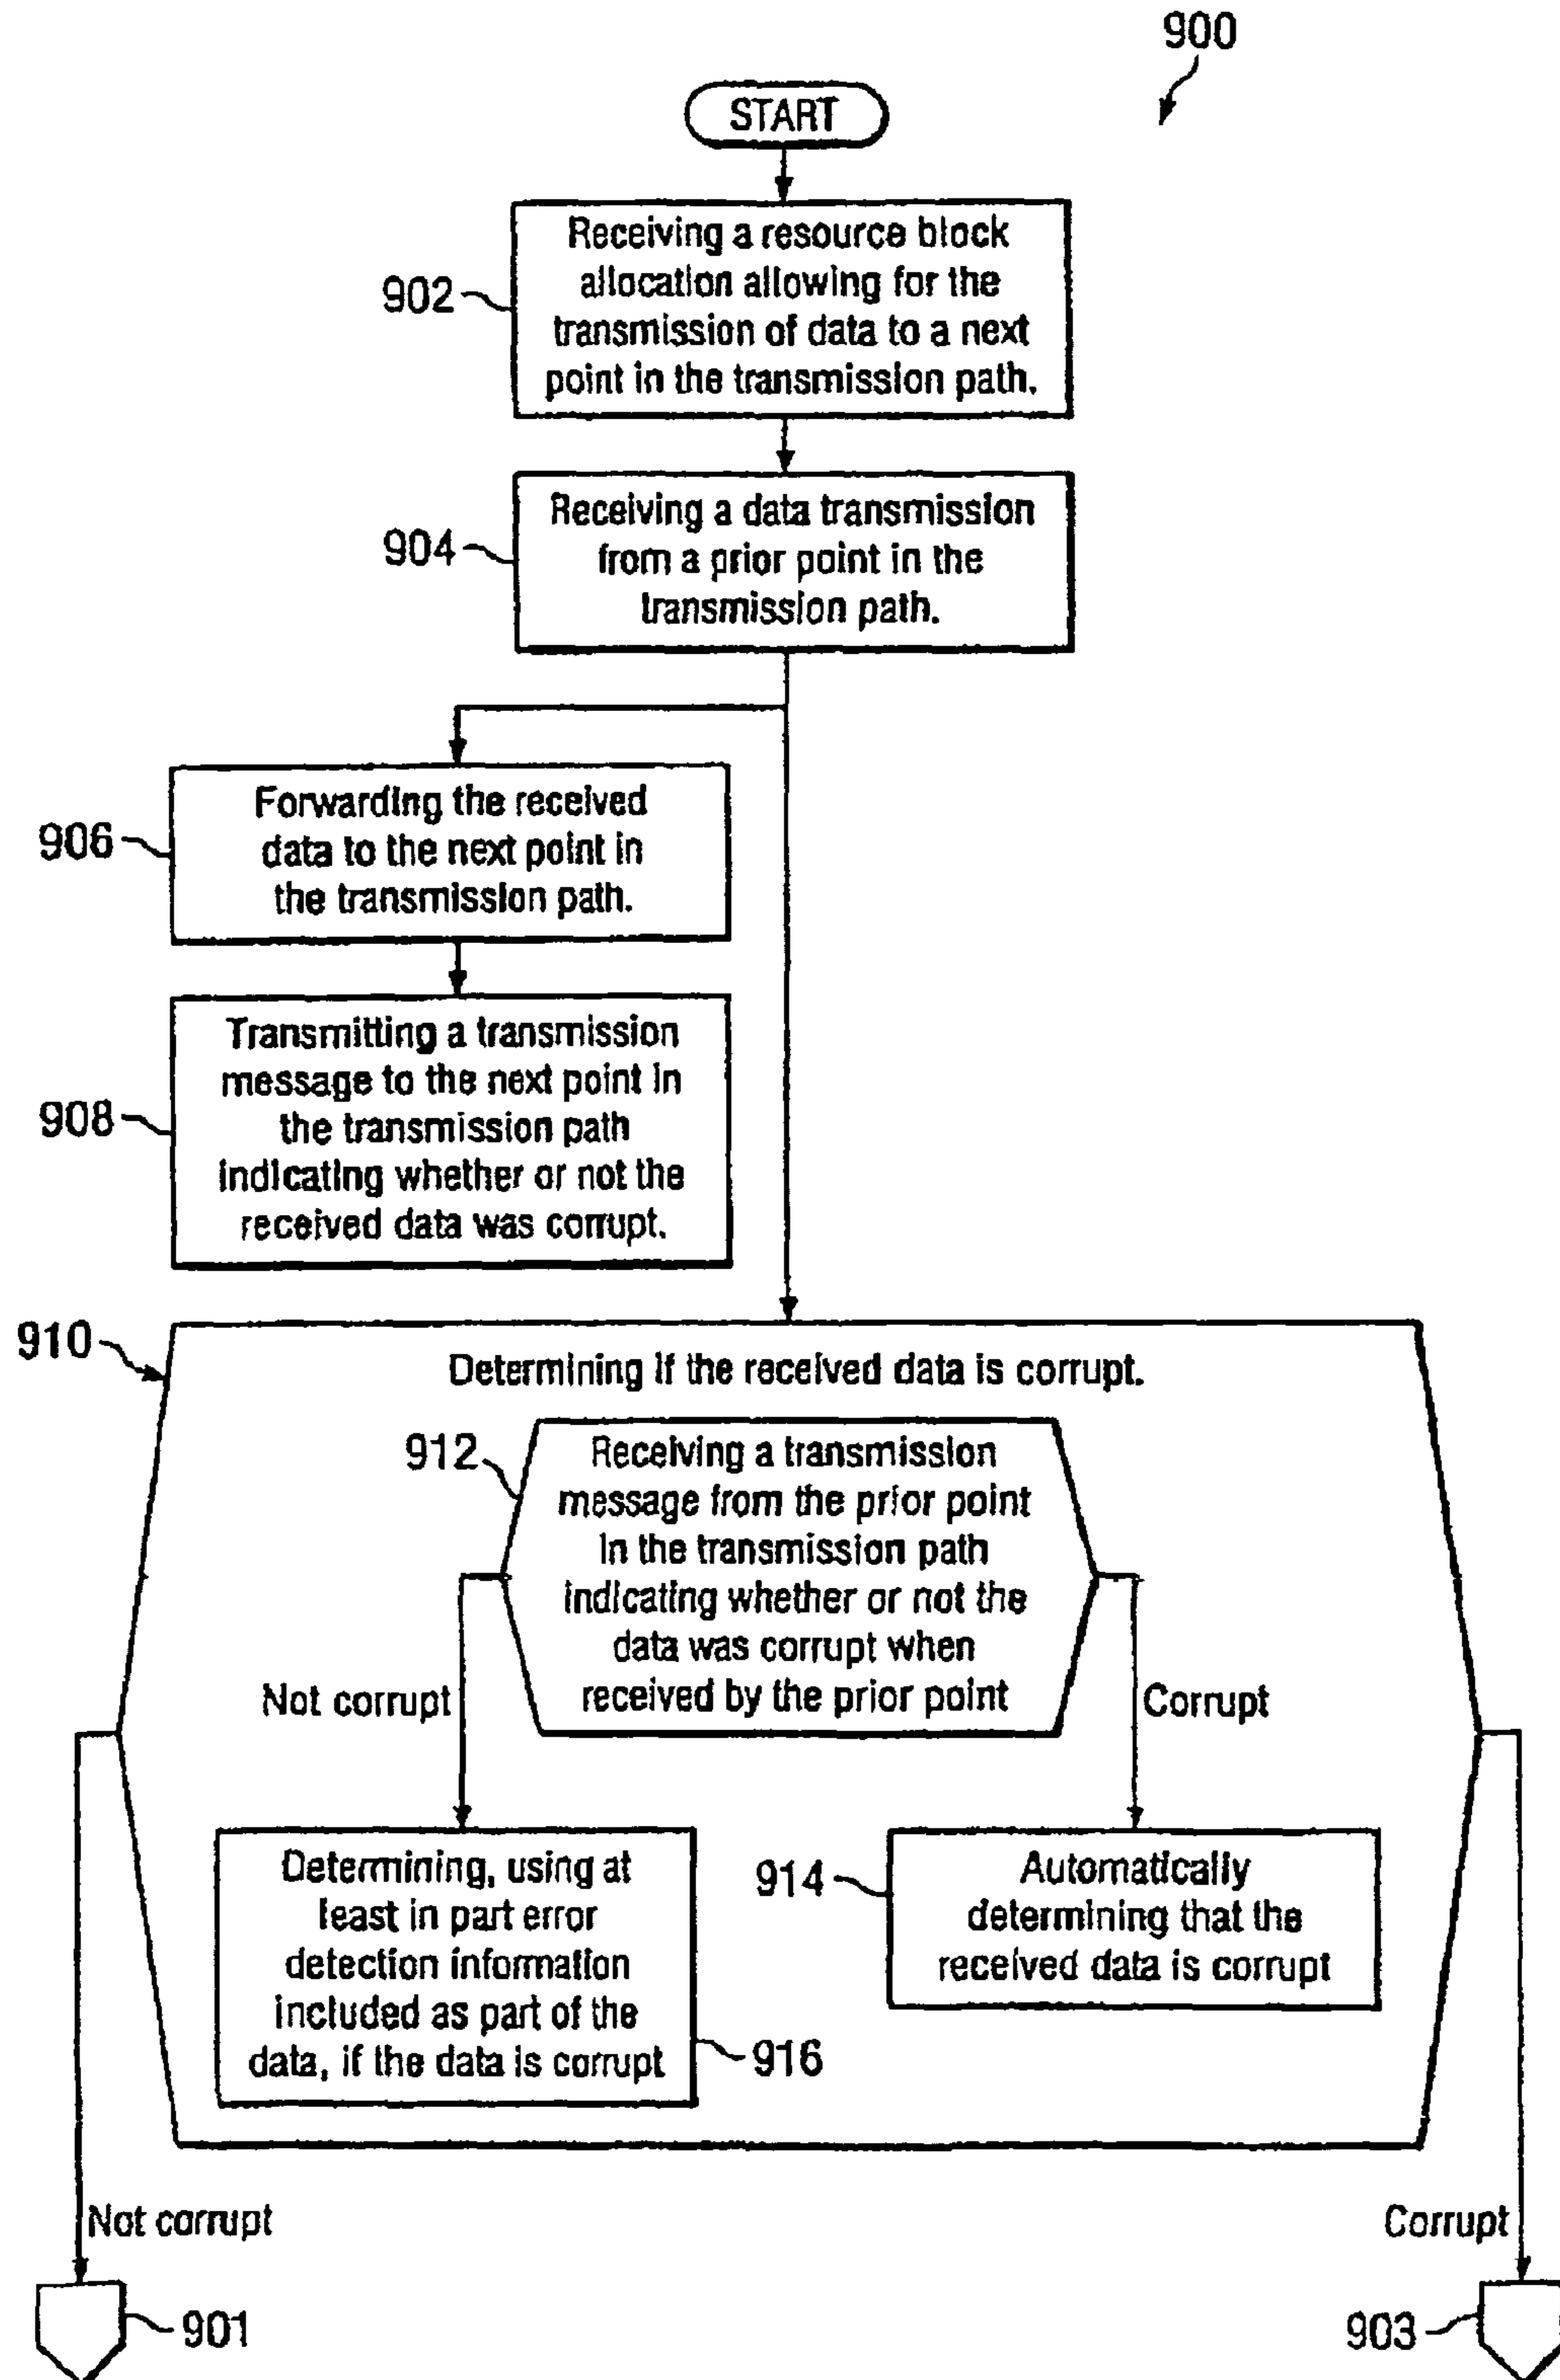 900
START
902
Receiving a resource block
allocation allowing for the
transmission of data to a next
point in the transmission path.
904
Receiving a data transmission
from a prior point in the
transmission path.
906
Forwarding the received
data to the next point in
the transmission path.
908
Transmitting a transmission
message to the next point in
the transmission path
indicating whether or not the
received data was corrupt.
910
Determining if the received data is corrupt.
912
Receiving a transmission
message from the prior point
in the transmission path
indicating whether or not the
data was corrupt when
received by the prior point
Not corrupt
Corrupt
Determining, using at
least in part error
detection information
included as part of the
data, if the data is corrupt
916
914
Automatically
determining that the
received data is corrupt
Not corrupt
Corrupt
901
903